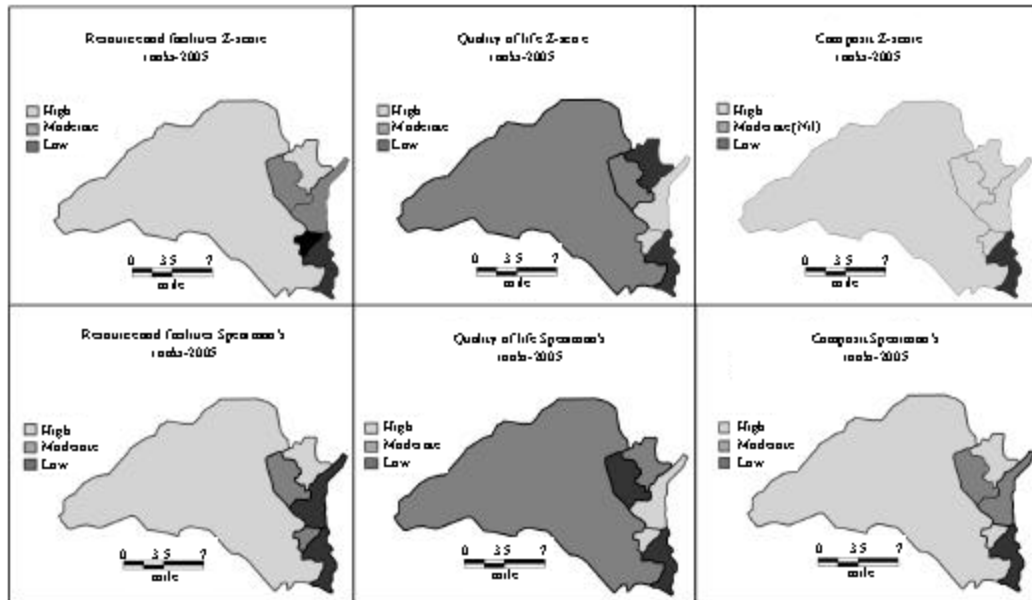 Resource and facilities Z-score
ranks-2005
High
Moderate
Low
0 3.5 7
mile
Quality of life Z-score
ranks-2005
High
Moderate
Low
0 3.5 7
mile
Composit Z-score
ranks-2005
High
Moderate(Nil)
Low
0 3.5 7
mile
Resource and facilities Spearman's
ranks-2005
High
Moderate
Low
0 3.5 7
mile
Quality of life Spearman's
ranks-2005
High
Moderate
Low
0 3.5 7
mile
Composit Spearman's
ranks-2005
High
Moderate
Low
0 3.5 7
mile